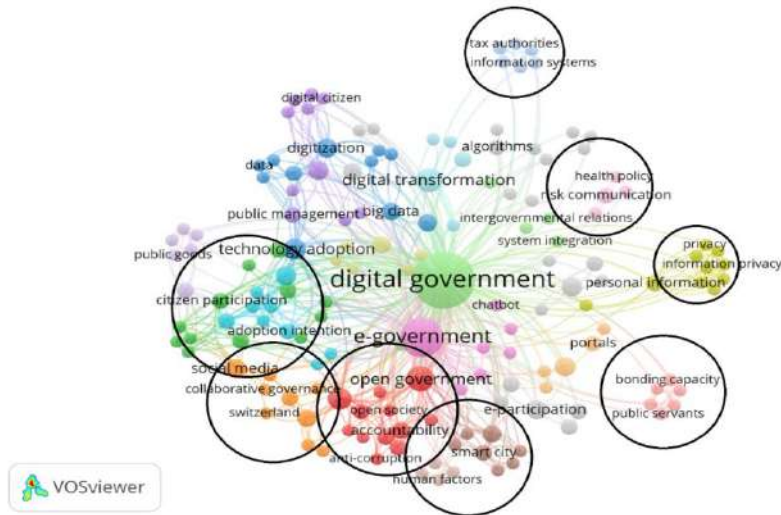 tax authorities
information systems
digital citizen
digitization
algorithms
data
digital transformation
health policy
risk communication
public management
big data
intergovernmental relations
public goods
technology adoption
system integration
privacy
information privacy
digital government
personal information
citizen participation
chatbot
adoption intention
e-government
portals
social media
open government
bonding capacity
collaborative governance
switzerland
open society
e-participation
public servants
accountability
anti-corruption
smart city
human factors
VOSviewer